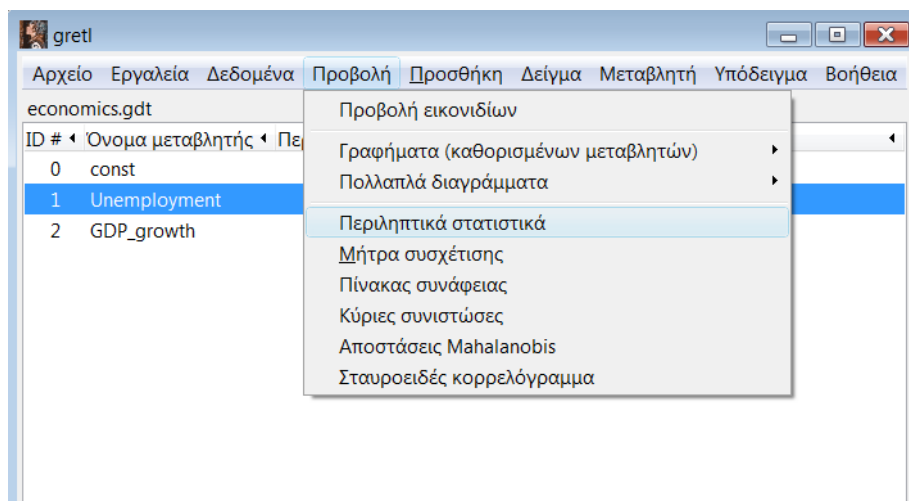 gretl
Αρχείο Εργαλεία Δεδομένα Προβολή Προσθήκη Δείγμα Μεταβλητή Υπόδειγμα Βοήθεια
economics.gdt
ID # Όνομα μεταβλητής
0 const
1 Unemployment
2 GDP_growth
Προβολή εικονιδίων
Γραφήματα (καθορισμένων μεταβλητών)
Πολλαπλά διαγράμματα
Περιληπτικά στατιστικά
Μήτρα συσχέτισης
Πίνακας συνάφειας
Κύριες συνιστώσες
Αποστάσεις Mahalanobis
Σταυροειδές κορρελόγραμμα